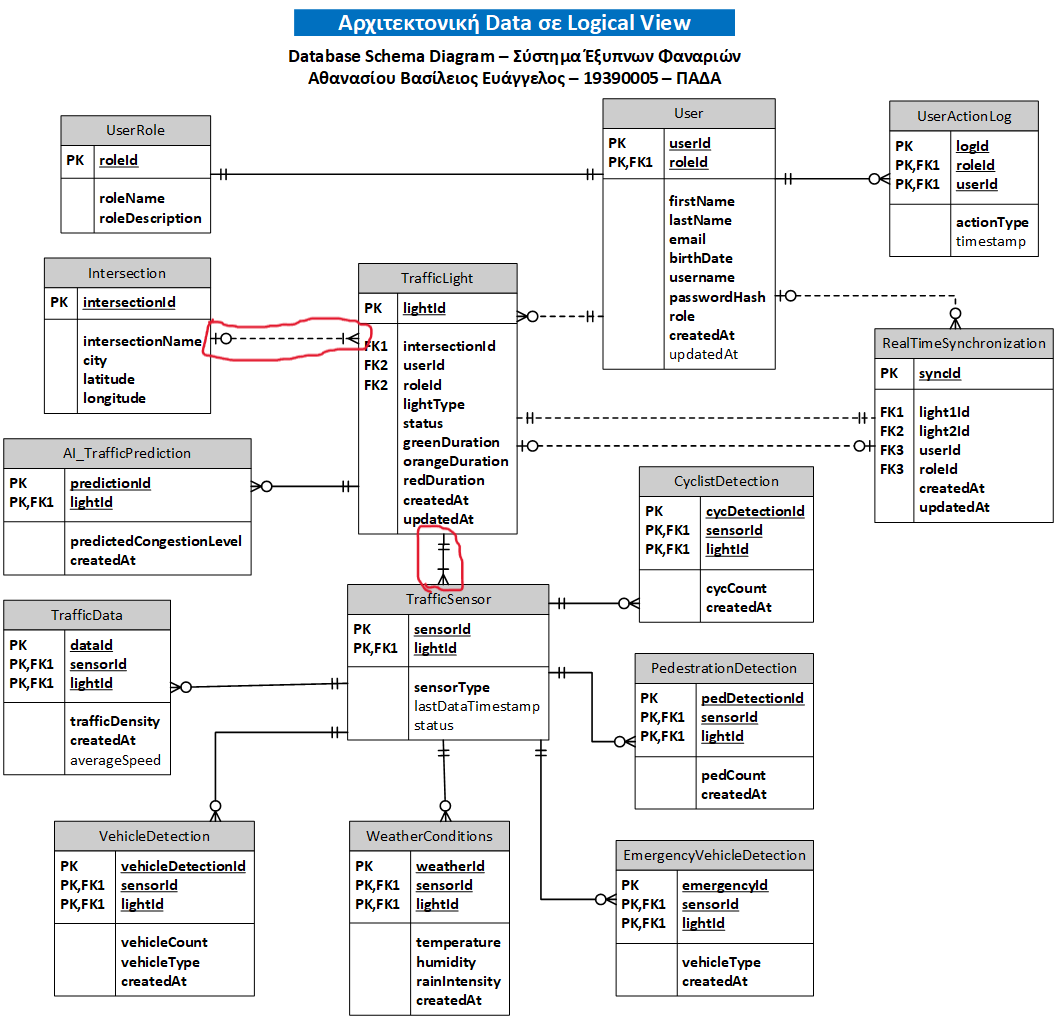 Αρχιτεκτονική Data σε Logical View
Database Schema Diagram – Σύστημα Έξυπνων Φαναριών
Αθανασίου Βασίλειος Ευάγγελος – 19390005 – ΠΑΔΑ
UserRole
PK roleId
roleName
roleDescription
User
PK userId
PK,FK1 roleId
firstName
lastName
email
birthDate
username
passwordHash
role
createdAt
updatedAt
UserActionLog
PK logId
PK,FK1 roleId
PK,FK1 userId
actionType
timestamp
Intersection
PK intersectionId
intersectionName
city
latitude
longitude
TrafficLight
PK lightId
FK1 intersectionId
FK2 userId
FK2 roleId
lightType
status
greenDuration
orangeDuration
redDuration
createdAt
updatedAt
RealTimeSynchronization
PK syncId
FK1 light1Id
FK2 light2Id
FK3 userId
FK3 roleId
createdAt
updatedAt
AI_TrafficPrediction
PK predictionId
PK,FK1 lightId
predictedCongestionLevel
createdAt
CyclistDetection
PK cycDetectionId
PK,FK1 sensorId
PK,FK1 lightId
cycCount
createdAt
TrafficData
PK dataId
PK,FK1 sensorId
PK,FK1 lightId
trafficDensity
createdAt
averageSpeed
TrafficSensor
PK sensorId
PK,FK1 lightId
sensorType
lastDataTimestamp
status
PedestrationDetection
PK pedDetectionId
PK,FK1 sensorId
PK,FK1 lightId
pedCount
createdAt
VehicleDetection
PK vehicleDetectionId
PK,FK1 sensorId
PK,FK1 lightId
vehicleCount
vehicleType
createdAt
WeatherConditions
PK weatherId
PK,FK1 sensorId
PK,FK1 lightId
temperature
humidity
rainIntensity
createdAt
EmergencyVehicleDetection
PK emergencyId
PK,FK1 sensorId
PK,FK1 lightId
vehicleType
createdAt